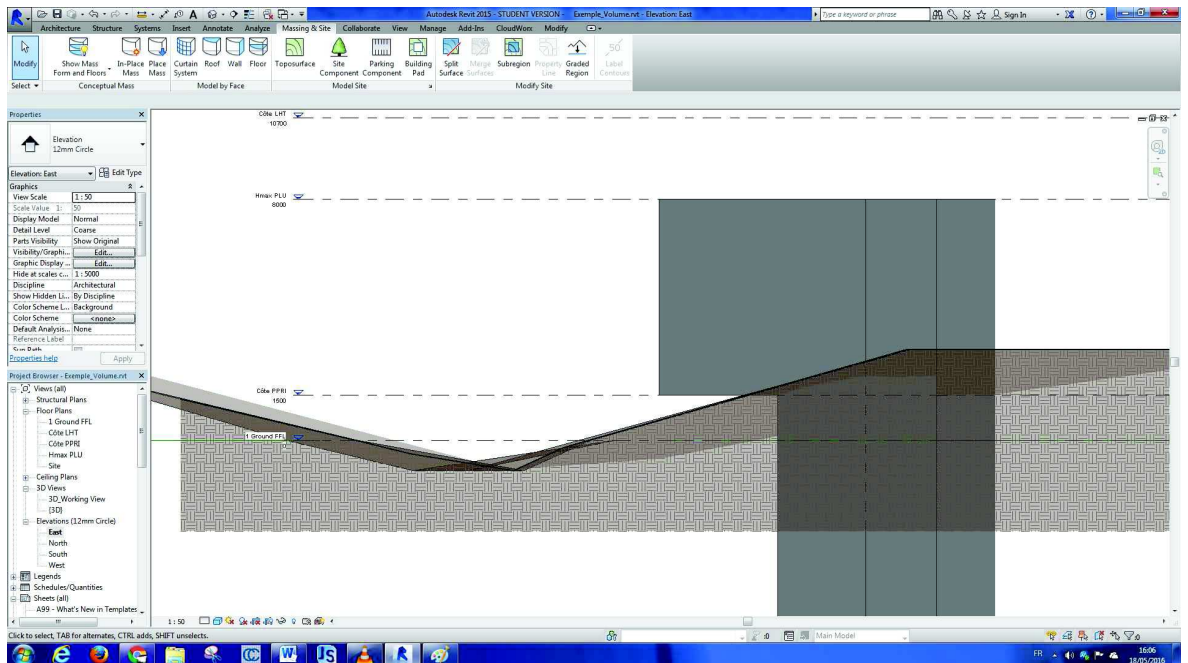 Autodesk Revit 2015 - STUDENT VERSION - Exemple_Volume.rvt - Elevation: East
Type a keyword or phrase
Sign In
Architecture Structure Systems Insert Annotate Analyze Massing & Site Collaborate View Manage Add-Ins CloudWorx Modify
Modify
Show Mass Form and Floors
In-Place Mass
Place Mass
Curtain System
Roof
Wall
Floor
Toposurface
Site Component
Parking Component
Building Pad
Split Surface
Merge Surfaces
Subregion
Property Line
Graded Region
Label Contours
Select
Conceptual Mass
Model by Face
Model Site
Modify Site
Properties
Elevation
12mm Circle
Elevation: East
Edit Type
Graphics
View Scale 1 : 50
Scale Value 1: 50
Display Model Normal
Detail Level Coarse
Parts Visibility Show Original
Visibility/Graphi... Edit...
Graphic Display ... Edit...
Hide at scales c... 1 : 5000
Discipline Architectural
Show Hidden Li... By Discipline
Color Scheme L... Background
Color Scheme <none>
Default Analysis... None
Reference Label
Sun Path
Properties help
Apply
Project Browser - Exemple_Volume.rvt
Views (all)
Structural Plans
Floor Plans
1 Ground FFL
Côte LHT
Côte PPRI
Hmax PLU
Site
Ceiling Plans
3D Views
3D_Working View
{3D}
Elevations (12mm Circle)
East
North
South
West
Legends
Schedules/Quantities
Sheets (all)
A99 - What's New in Templates
Côte LHT
10700
Hmax PLU
8000
Côte PPRI
1500
1 Ground FFL
0
1 : 50
Click to select, TAB for alternates, CTRL adds, SHIFT unselects.
:0
Main Model
:0
FR
16:06
18/05/2016